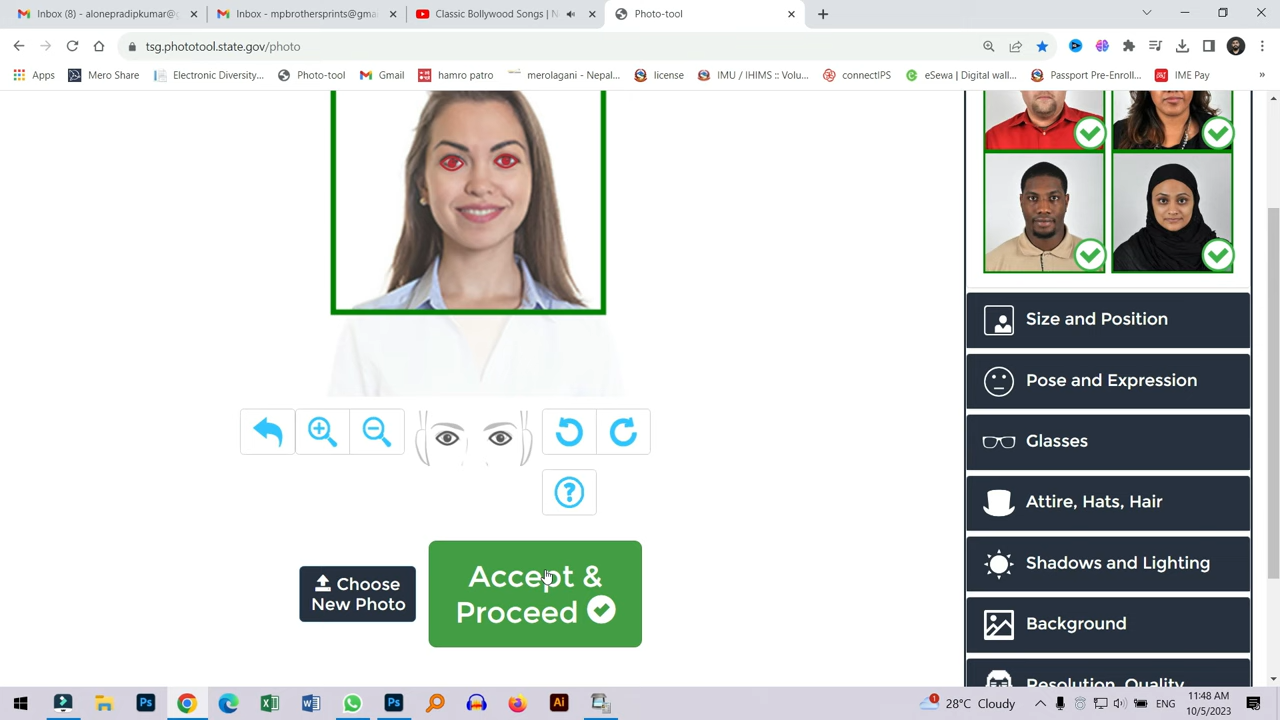 Inbox (8) - alonepradipkumar@g
Inbox - mpbrothersprints@gmai
Classic Bollywood Songs | N
Photo-tool
tsg.phototool.state.gov/photo
Apps
Mero Share
Electronic Diversity...
Photo-tool
Gmail
hamro patro
merolagani - Nepal...
license
IMU / IHIMS :: Volu...
connectIPS
eSewa | Digital wall...
Passport Pre-Enroll...
IME Pay
»
Size and Position
Pose and Expression
Glasses
Attire, Hats, Hair
Shadows and Lighting
Background
Resolution, Quality
Choose
New Photo
Accept &
Proceed
28°C Cloudy
ENG
11:48 AM
10/5/2023